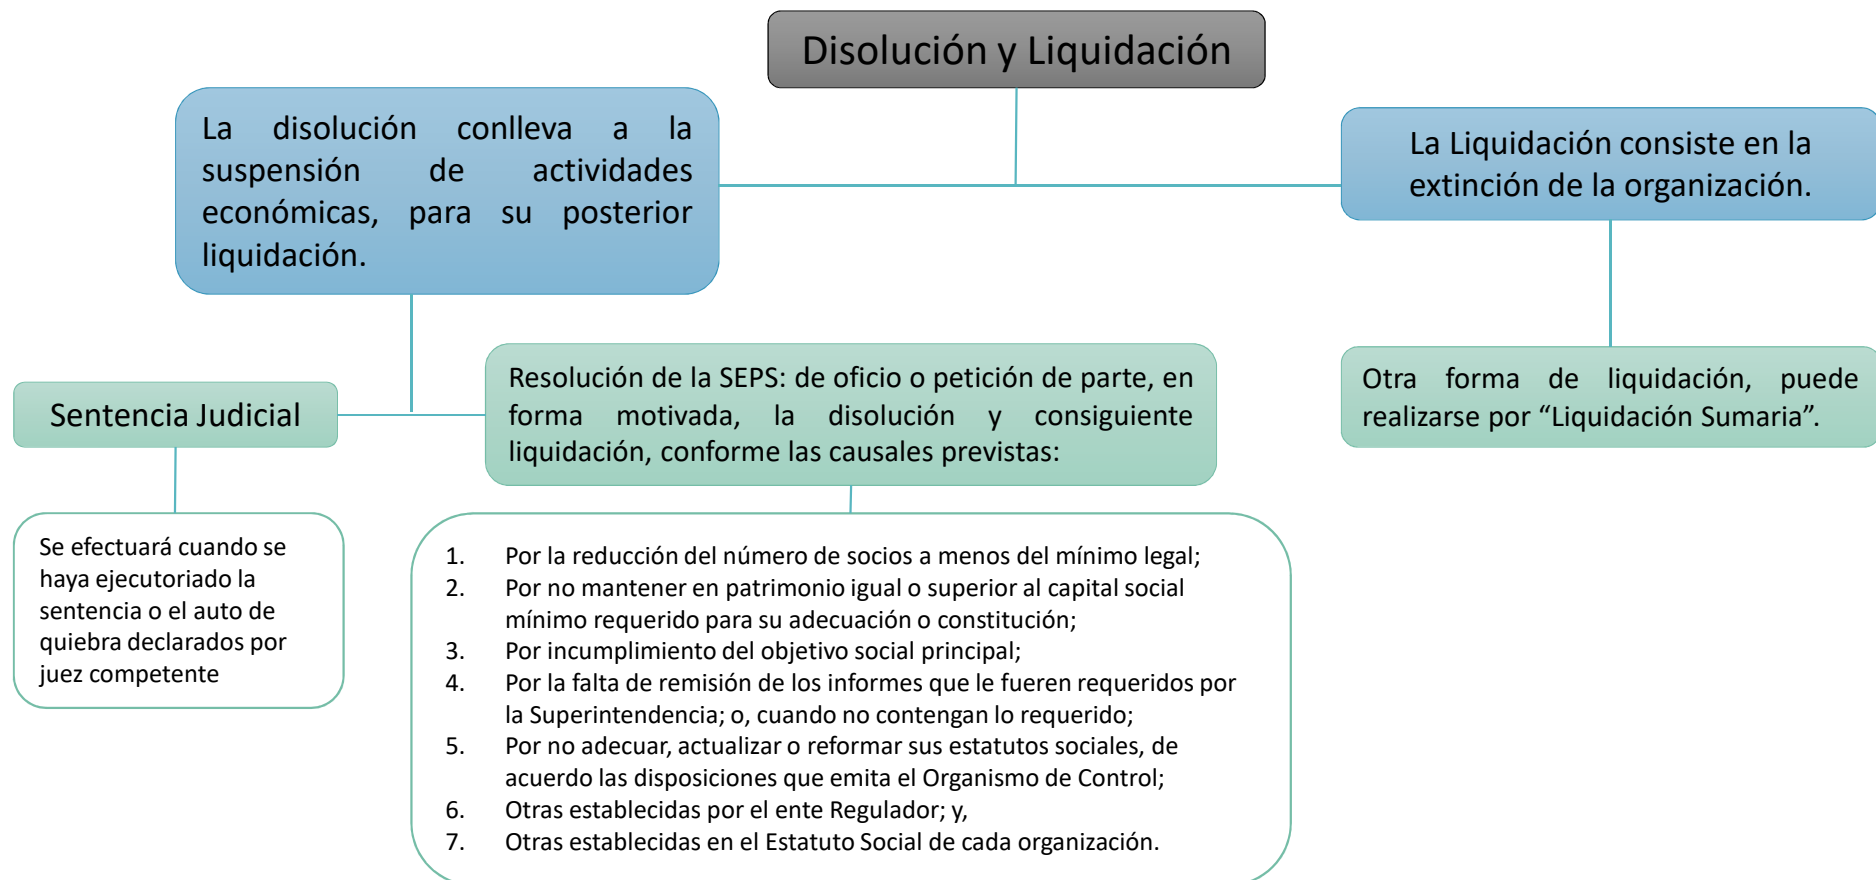 Disolución y Liquidación
La disolución conlleva a la
suspensión de actividades
económicas, para su posterior
liquidación.
La Liquidación consiste en la
extinción de la organización.
Sentencia Judicial
Resolución de la SEPS: de oficio o petición de parte, en
forma motivada, la disolución y consiguiente
liquidación, conforme las causales previstas:
Otra forma de liquidación, puede
realizarse por “Liquidación Sumaria”.
Se efectuará cuando se
haya ejecutoriado la
sentencia o el auto de
quiebra declarados por
juez competente
1. Por la reducción del número de socios a menos del mínimo legal;
2. Por no mantener en patrimonio igual o superior al capital social
mínimo requerido para su adecuación o constitución;
3. Por incumplimiento del objetivo social principal;
4. Por la falta de remisión de los informes que le fueren requeridos por
la Superintendencia; o, cuando no contengan lo requerido;
5. Por no adecuar, actualizar o reformar sus estatutos sociales, de
acuerdo las disposiciones que emita el Organismo de Control;
6. Otras establecidas por el ente Regulador; y,
7. Otras establecidas en el Estatuto Social de cada organización.